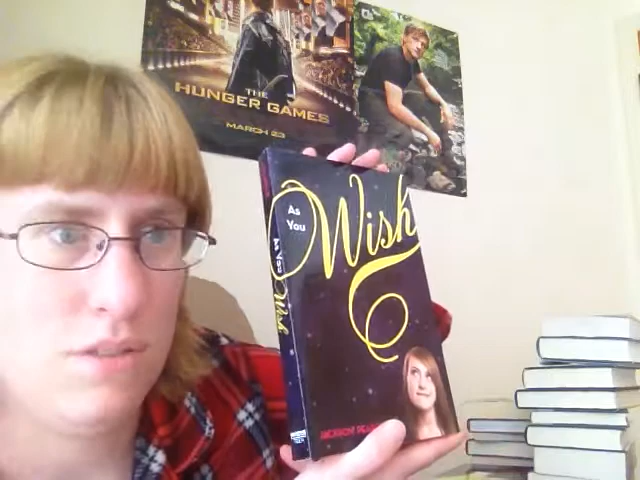 THE
HUNGER GAMES
MARCH 23
As
You
Wish
As You Wish